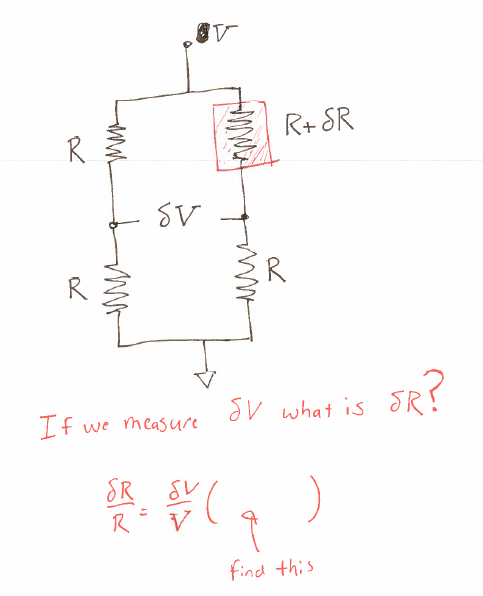 V
R
R + δR
δV
R
R
If we measure δV what is δR?
δR/R = δV/V ( )
find this